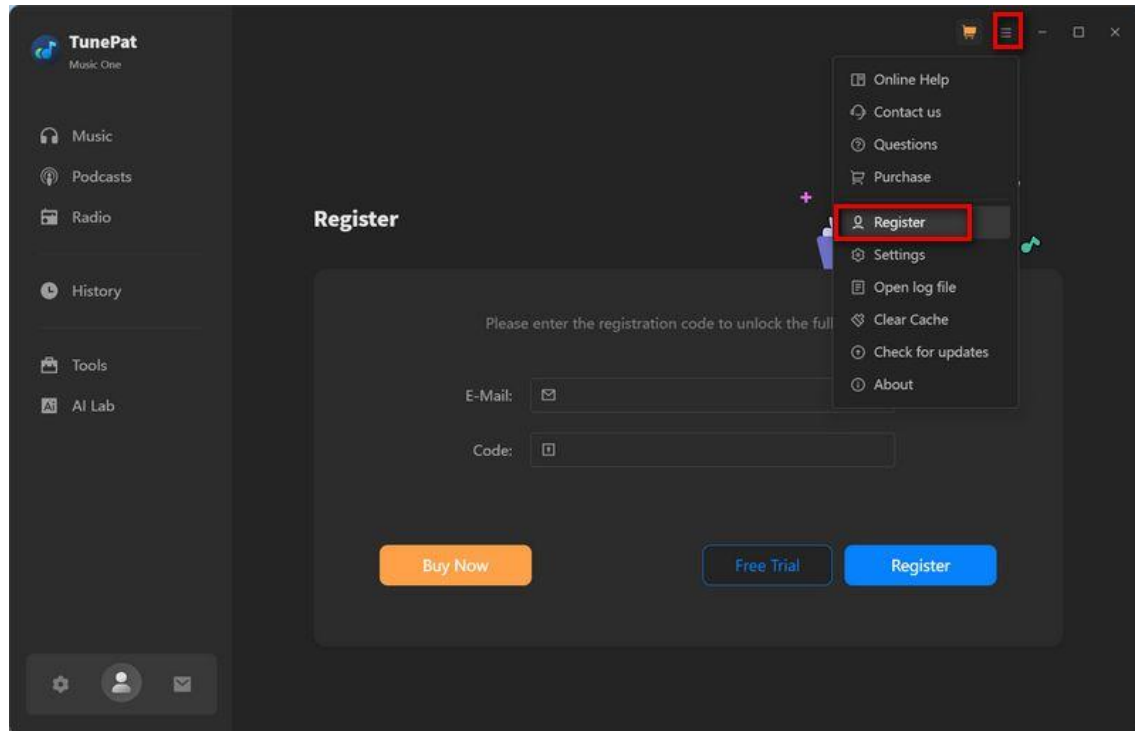 TunePat
Music One
Music
Podcasts
Radio
History
Tools
Ai
AI Lab
Online Help
Contact us
Questions
Purchase
Register
Settings
Open log file
Clear Cache
Check for updates
About
Register
Please enter the registration code to unlock the full
E-Mail:
Code:
Buy Now
Free Trial
Register